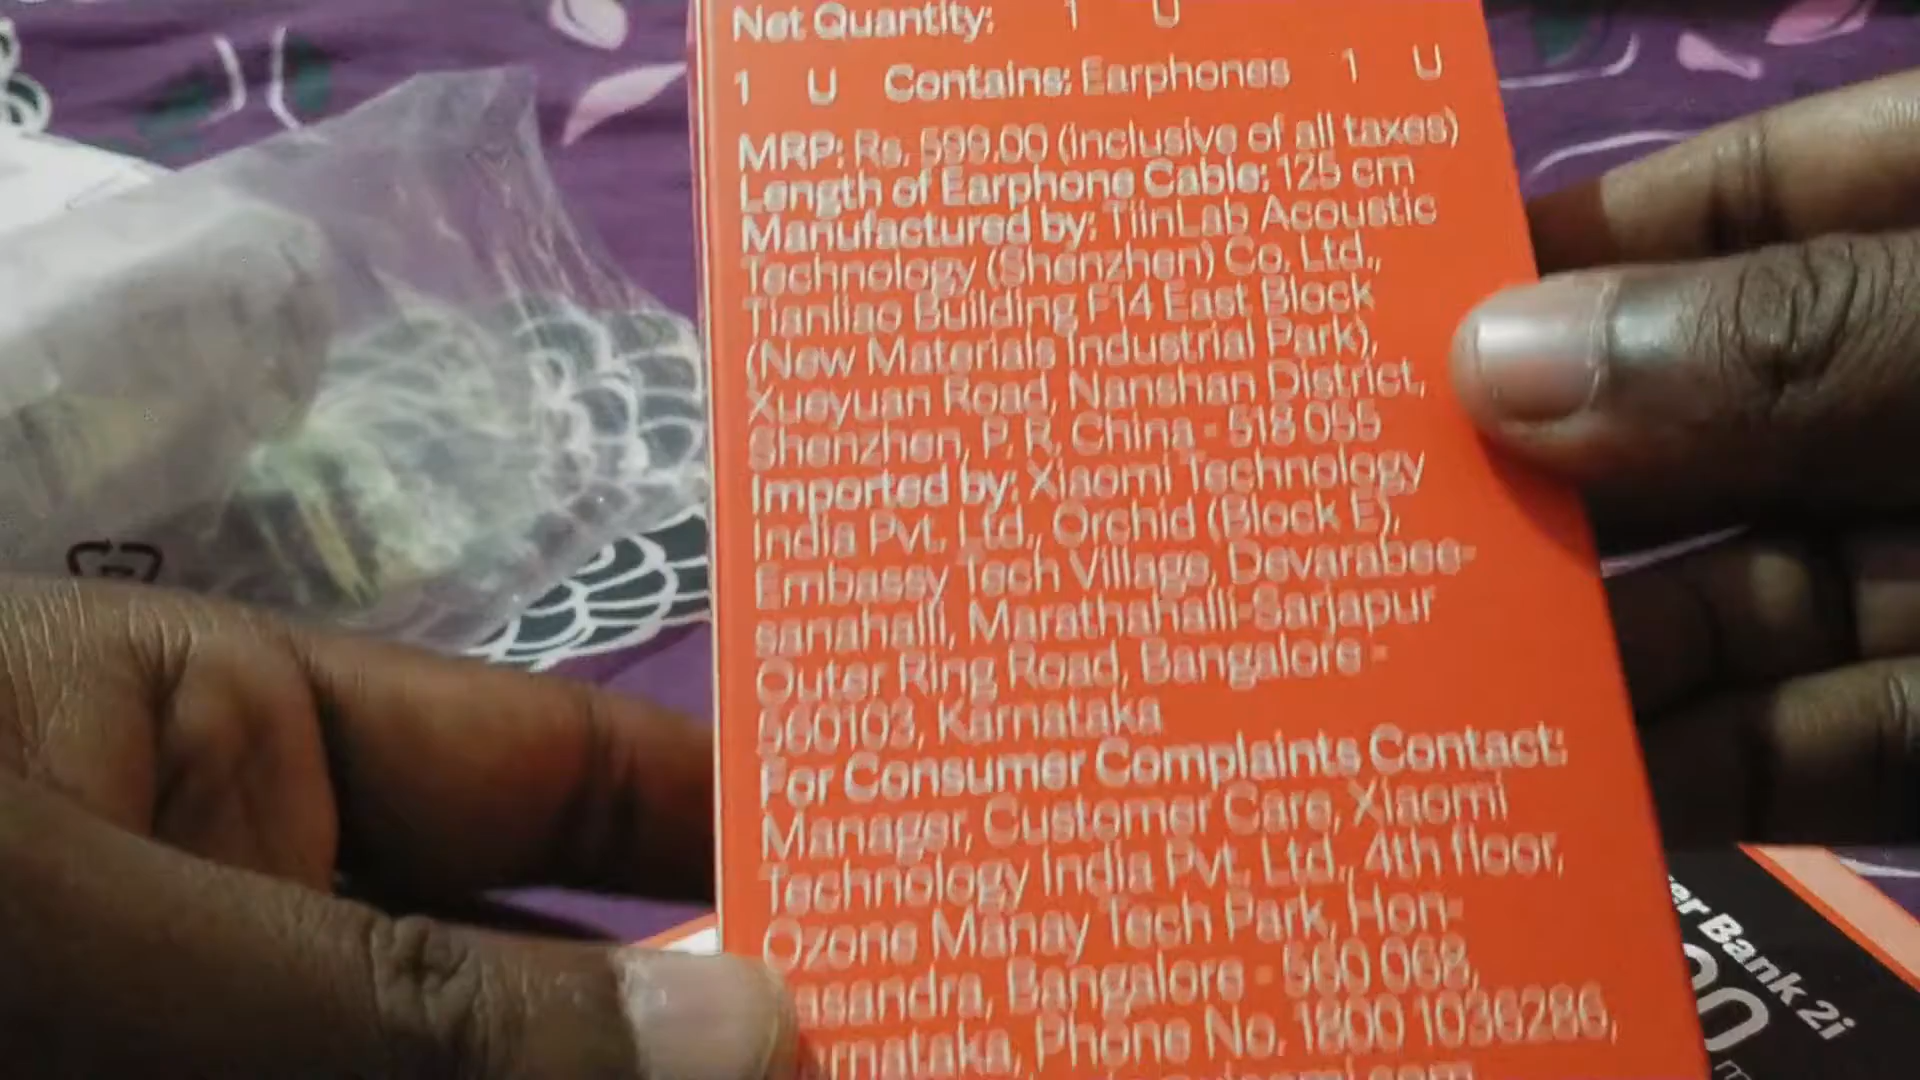 Net Quantity: 1 U
1 U Contains: Earphones 1 U
MRP: Rs. 599.00 (inclusive of all taxes)
Length of Earphone Cable: 125 cm
Manufactured by: TiinLab Acoustic
Technology (Shenzhen) Co. Ltd.,
Tianliao Building F14 East Block
(New Materials Industrial Park),
Xueyuan Road, Nanshan District,
Shenzhen, P. R. China - 518 055
Imported by: Xiaomi Technology
India Pvt. Ltd., Orchid (Block E),
Embassy Tech Village, Devarabee-
sanahalli, Marathahalli-Sarjapur
Outer Ring Road, Bangalore -
560103, Karnataka
For Consumer Complaints Contact:
Manager, Customer Care, Xiaomi
Technology India Pvt. Ltd., 4th floor,
Ozone Manay Tech Park, Hon-
asandra, Bangalore - 560 068,
rnataka, Phone No. 1800 1036286,
er Bank 2i